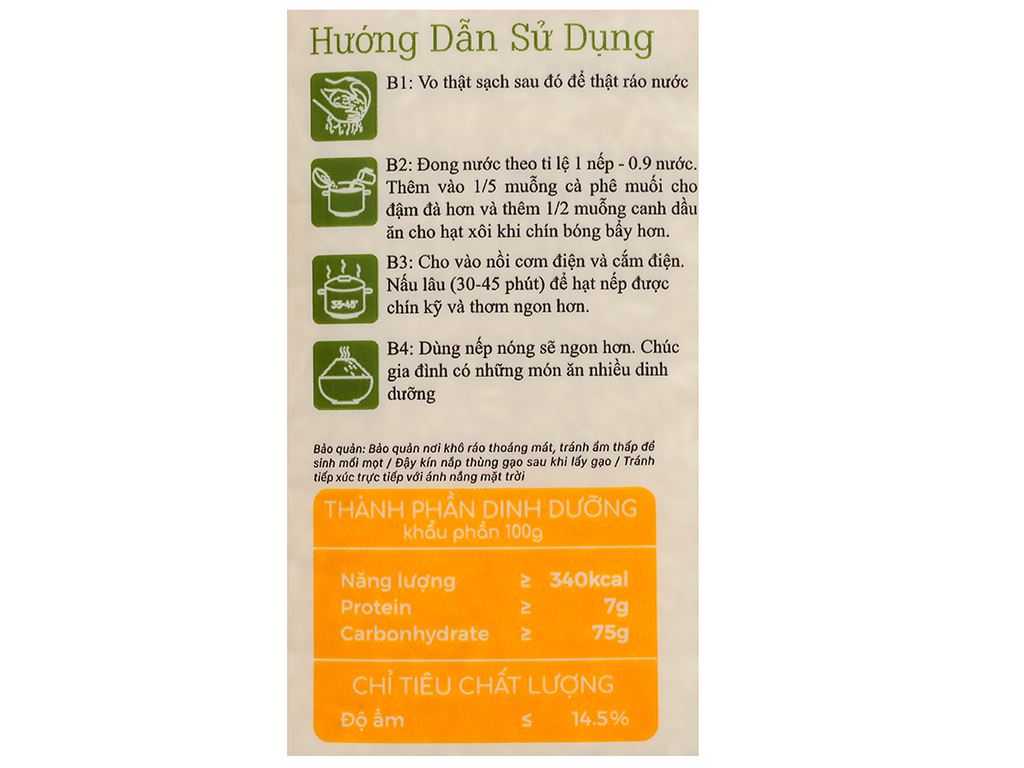 Hướng Dẫn Sử Dụng
B1: Vo thật sạch sau đó để thật ráo nước
B2: Đong nước theo tỉ lệ 1 nếp - 0.9 nước.
Thêm vào 1/5 muỗng cà phê muối cho
đậm đà hơn và thêm 1/2 muỗng canh dầu
ăn cho hạt xôi khi chín bóng bẩy hơn.
B3: Cho vào nồi cơm điện và cắm điện.
Nấu lâu (30-45 phút) để hạt nếp được
35-45'
chín kỹ và thơm ngon hơn.
B4: Dùng nếp nóng sẽ ngon hơn. Chúc
gia đình có những món ăn nhiều dinh
dưỡng
Bảo quản: Bảo quản nơi khô ráo thoáng mát, tránh ẩm thấp để
sinh mối mọt / Đậy kín nắp thùng gạo sau khi lấy gạo / Tránh
tiếp xúc trực tiếp với ánh nắng mặt trời
THÀNH PHẦN DINH DƯỠNG
khẩu phần 100g
Năng lượng ≥ 340kcal
Protein ≥ 7g
Carbonhydrate ≥ 75g
CHỈ TIÊU CHẤT LƯỢNG
Độ ẩm ≤ 14.5%